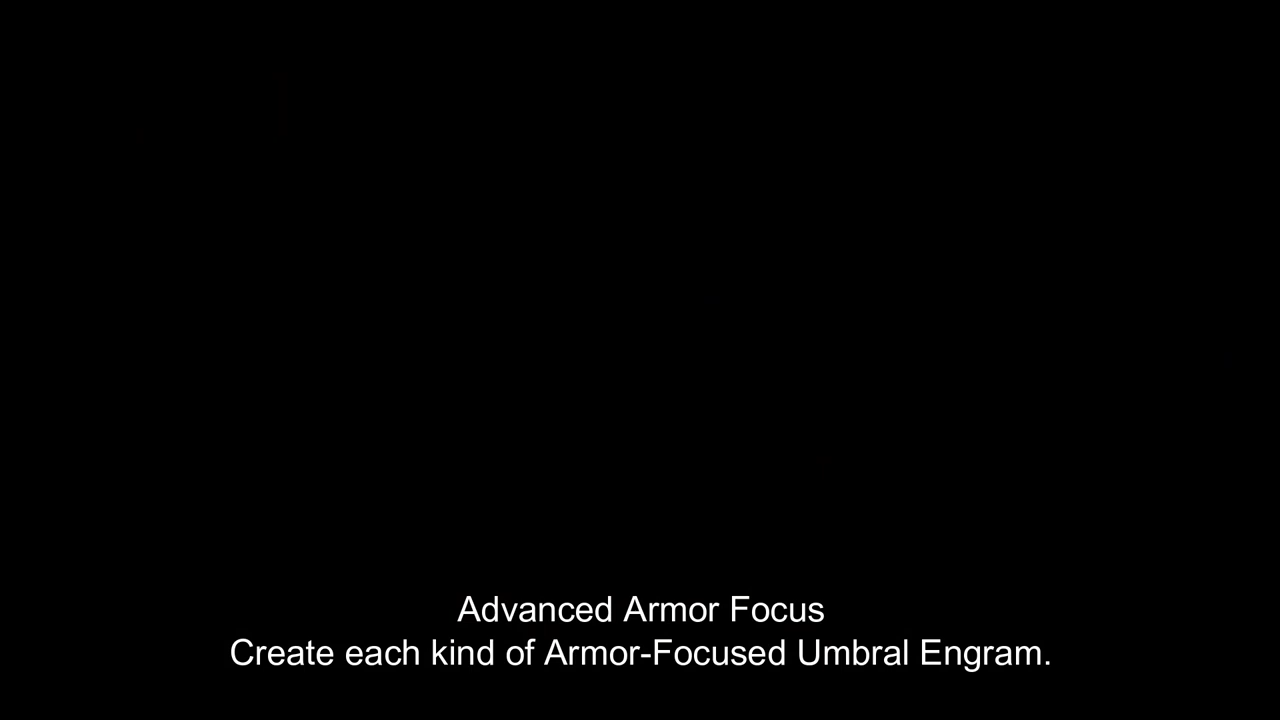 Advanced Armor Focus
Create each kind of Armor-Focused Umbral Engram.